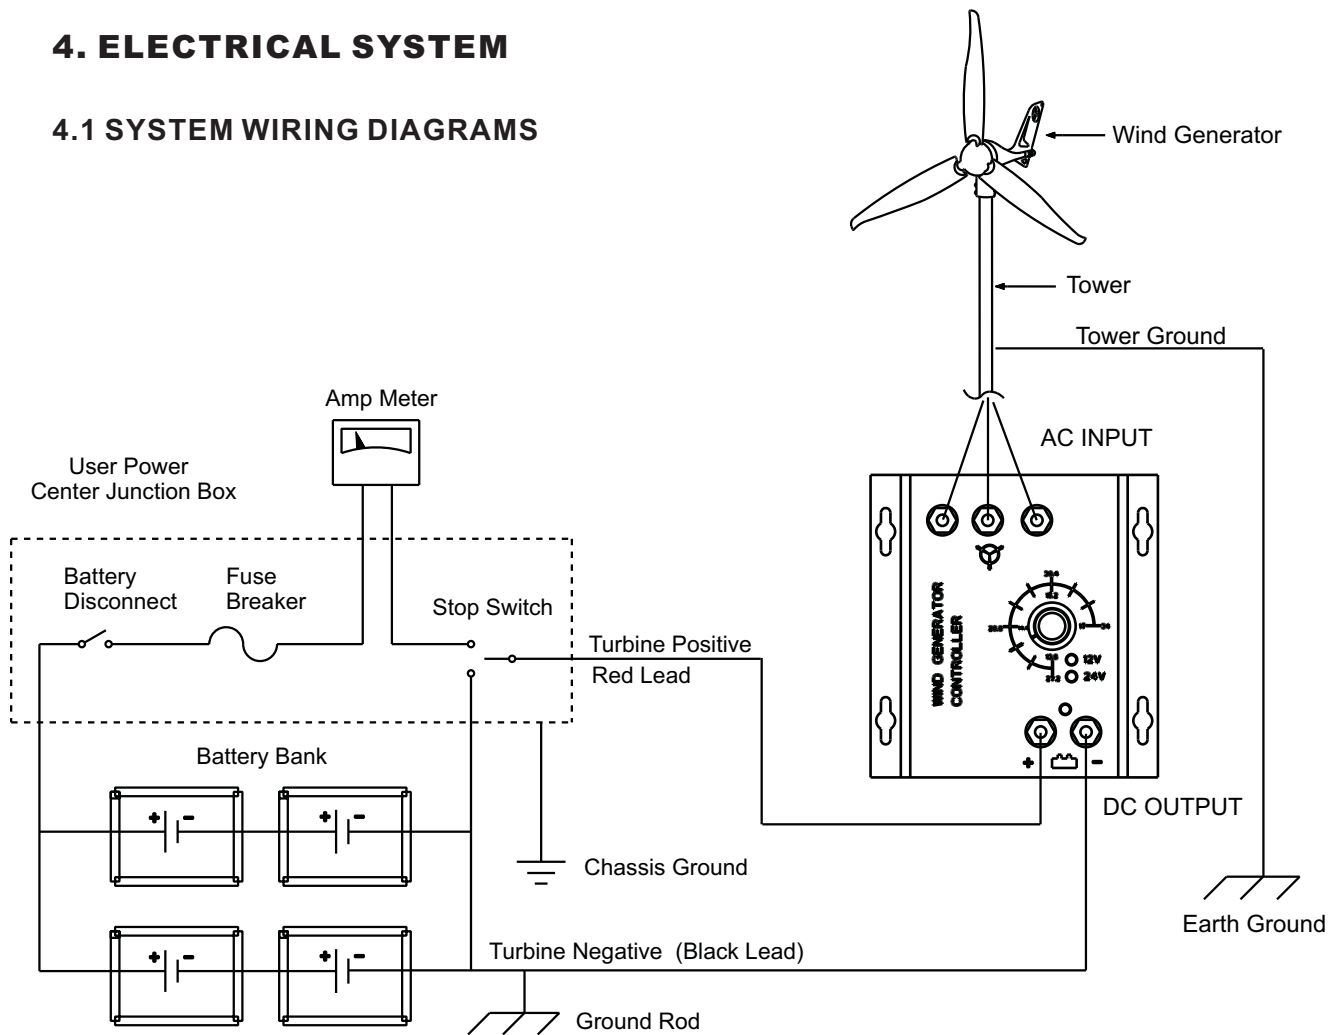 4. ELECTRICAL SYSTEM
4.1 SYSTEM WIRING DIAGRAMS
Wind Generator
Tower
Tower Ground
Amp Meter
AC INPUT
User Power
Center Junction Box
Battery
Disconnect
Fuse
Breaker
Stop Switch
Turbine Positive
Red Lead
WIND GENERATOR
CONTROLLER
12V
24V
+
-
DC OUTPUT
Battery Bank
+ -
+ -
Chassis Ground
Earth Ground
+ -
+ -
Turbine Negative (Black Lead)
Ground Rod